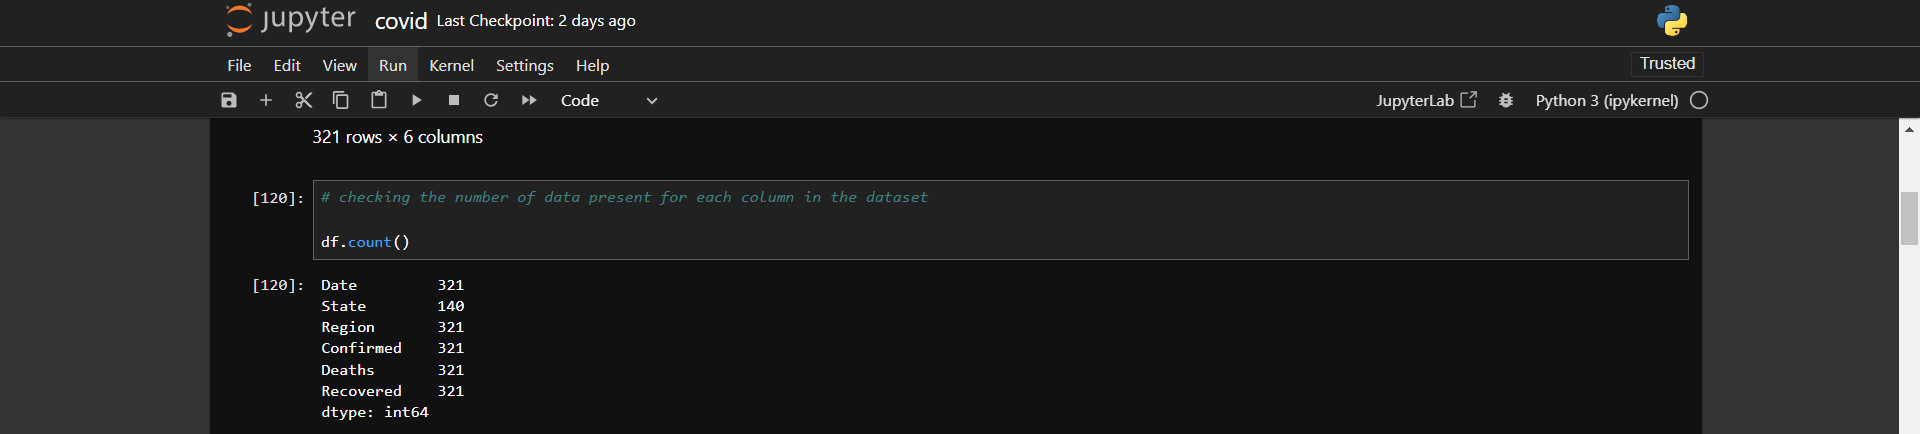 jupyter covid Last Checkpoint: 2 days ago
File Edit View Run Kernel Settings Help Trusted
Code JupyterLab Python 3 (ipykernel)
321 rows × 6 columns
[120]: # checking the number of data present for each column in the dataset
df.count()
[120]: Date 321
State 140
Region 321
Confirmed 321
Deaths 321
Recovered 321
dtype: int64